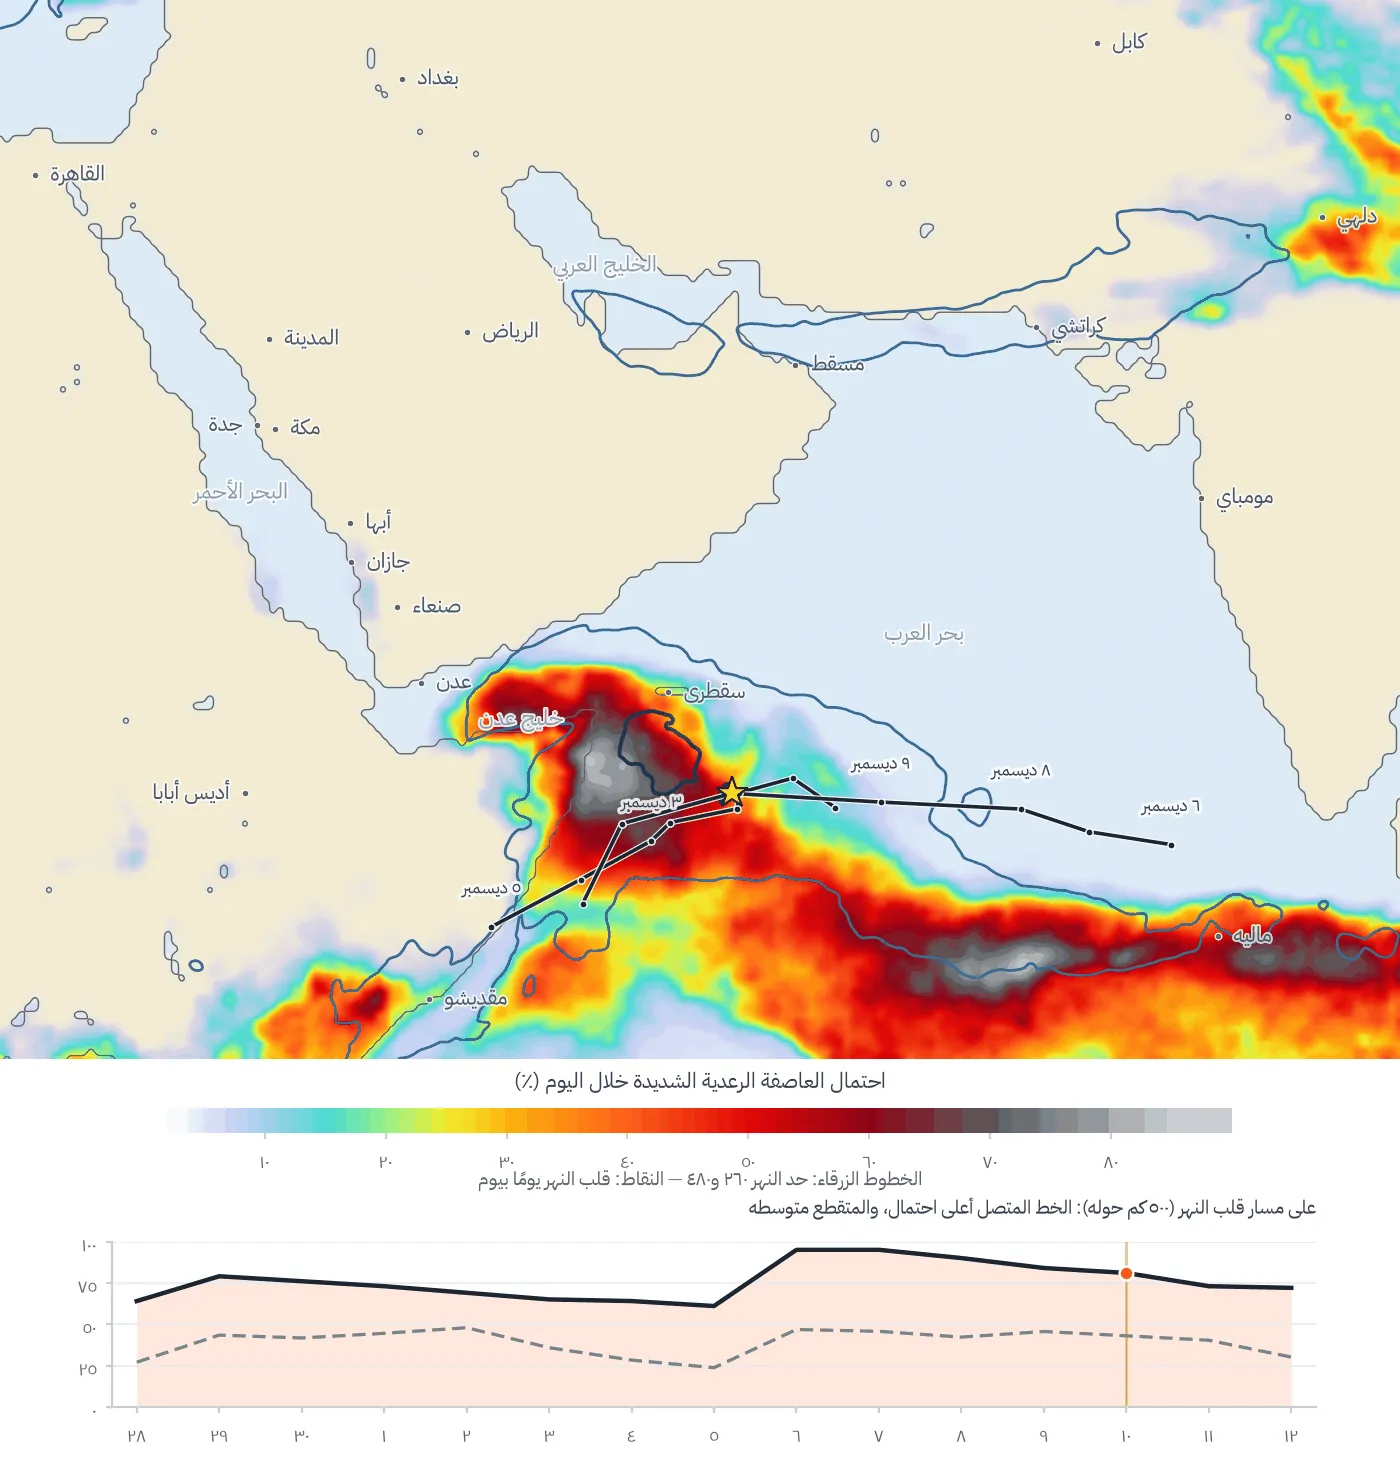 كابل
بغداد
القاهرة
دلهي
الخليج العربي
كراتشي
الرياض
المدينة
مسقط
جدة
مكة
البحر الأحمر
مومباي
أبها
جازان
صنعاء
بحر العرب
عدن
سقطرى
خليج عدن
٩ ديسمبر
٨ ديسمبر
أديس أبابا
٣ ديسمبر
٦ ديسمبر
٥ ديسمبر
ماليه
مقديشو
احتمال العاصفة الرعدية الشديدة خلال اليوم (٪)
١٠ ٢٠ ٣٠ ٤٠ ٥٠ ٦٠ ٧٠ ٨٠
الخطوط الزرقاء: حد النهر ٢٦٠ و٤٨٠ — النقاط: قلب النهر يومًا بيوم
على مسار قلب النهر (٥٠٠ كم حوله): الخط المتصل أعلى احتمال، والمتقطع متوسطه
١٠٠
٧٥
٥٠
٢٥
٠
٢٨ ٢٩ ٣٠ ١ ٢ ٣ ٤ ٥ ٦ ٧ ٨ ٩ ١٠ ١١ ١٢